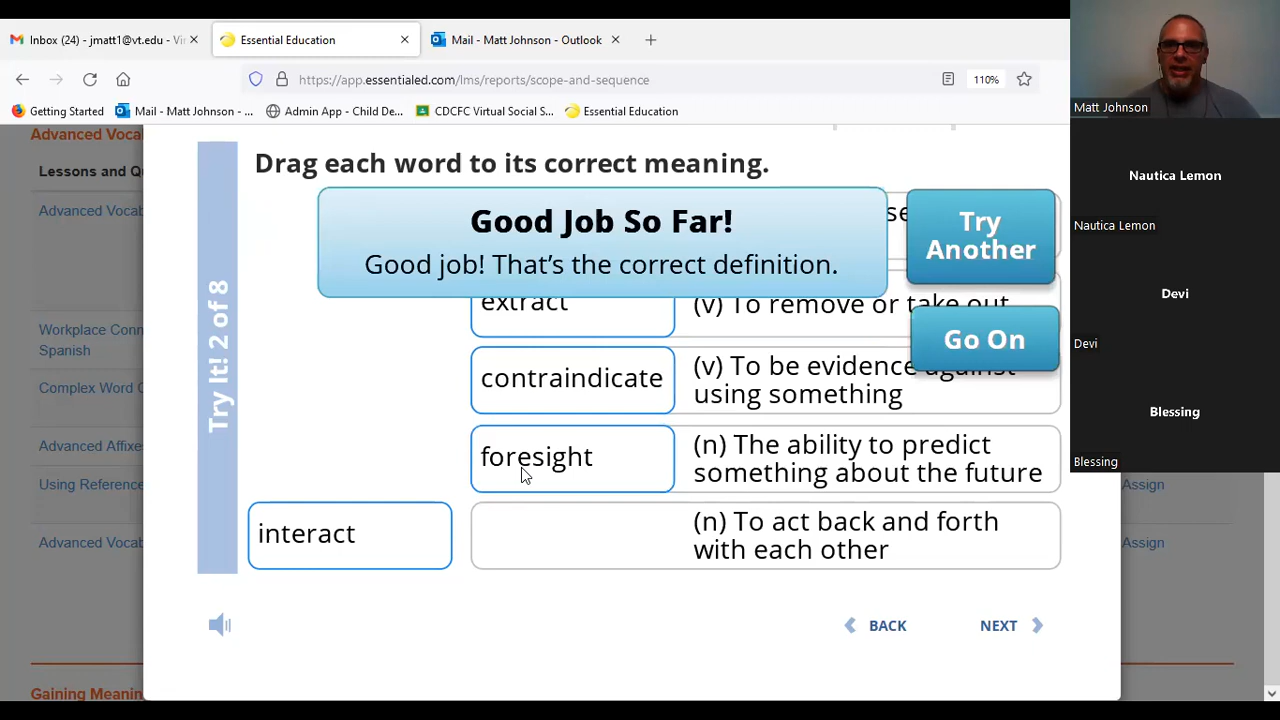 Inbox (24) - jmatt1@vt.edu - Vir
Essential Education
Mail - Matt Johnson - Outlook
https://app.essentialed.com/lms/reports/scope-and-sequence
110%
Getting Started
Mail - Matt Johnson - ...
Admin App - Child De...
CDCFC Virtual Social S...
Essential Education
Matt Johnson
Nautica Lemon
Nautica Lemon
Devi
Devi
Blessing
Blessing
Advanced Vocab
Lessons and Qu
Advanced Vocab
Workplace Conn
Spanish
Complex Word C
Advanced Affixes
Using Reference
Advanced Vocab
Gaining Meaning
Assign
Assign
Drag each word to its correct meaning.
Good Job So Far!
Good job! That's the correct definition.
Try
Another
Go On
Try It! 2 of 8
extract
(v) To remove or take out
contraindicate
(v) To be evidence against
using something
foresight
(n) The ability to predict
something about the future
interact
(n) To act back and forth
with each other
BACK
NEXT